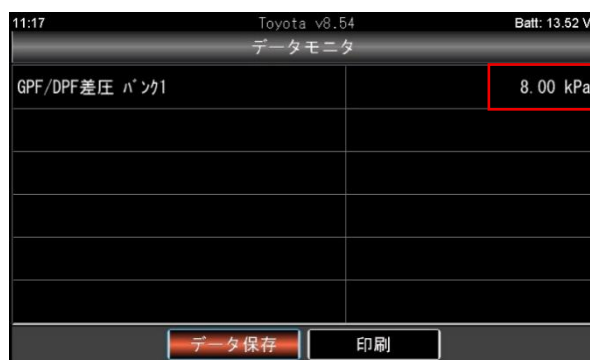 11:17 Toyota v8.54 Batt: 13.52 V
データモニタ
GPF/DPF差圧 バンク1 8.00 kPa
データ保存 印刷